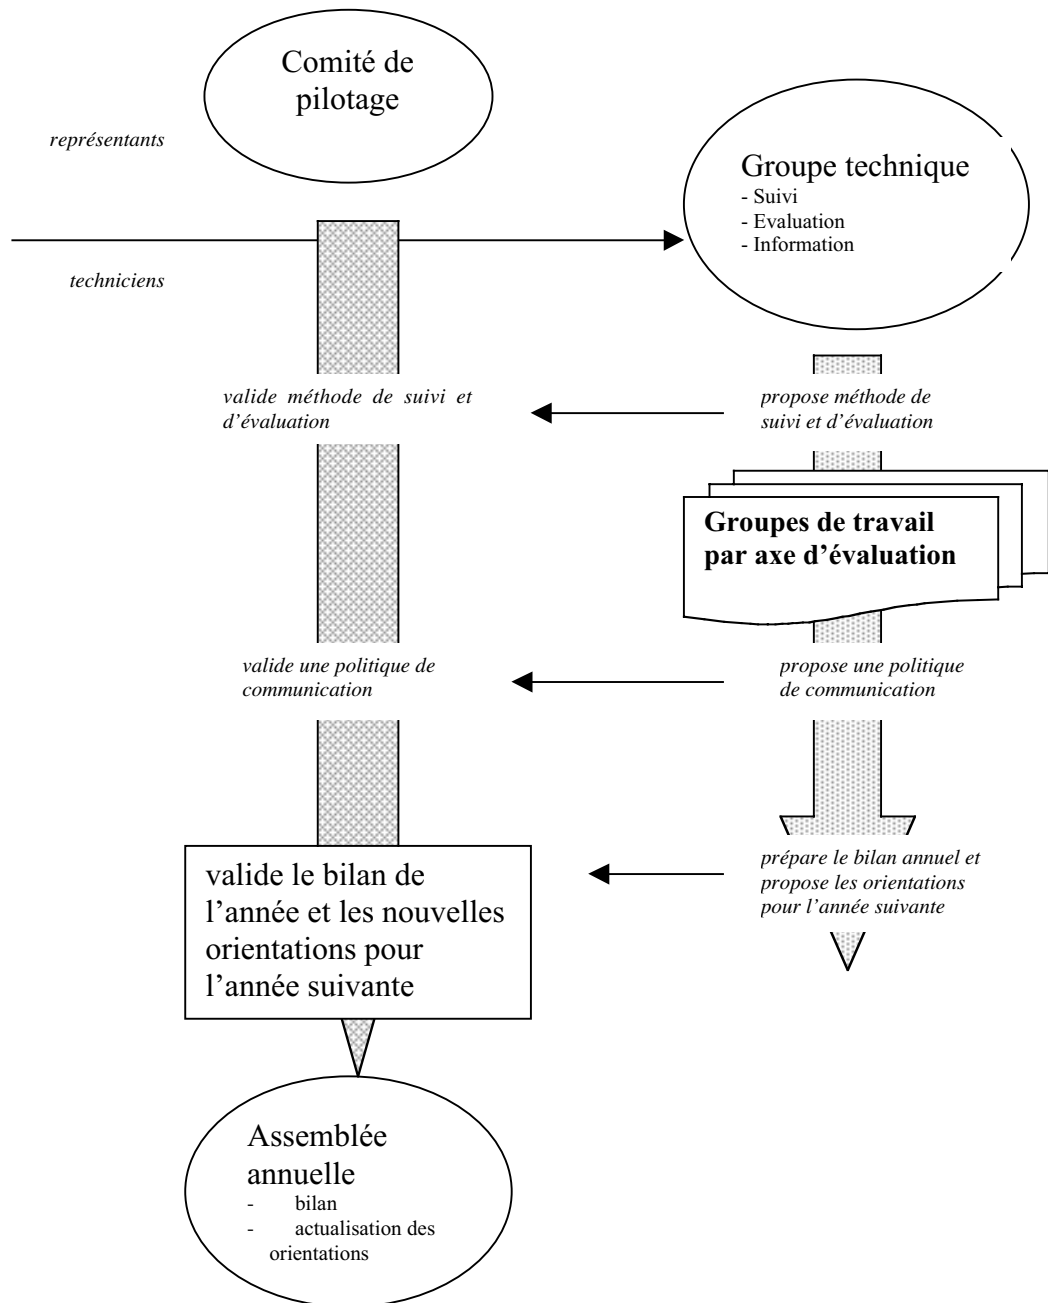 Comité de
pilotage
représentants
Groupe technique
- Suivi
- Evaluation
- Information
techniciens
valide méthode de suivi et
d’évaluation
propose méthode de
suivi et d’évaluation
Groupes de travail
par axe d’évaluation
valide une politique de
communication
propose une politique
de communication
valide le bilan de
l’année et les nouvelles
orientations pour
l’année suivante
prépare le bilan annuel et
propose les orientations
pour l’année suivante
Assemblée
annuelle
- bilan
- actualisation des
orientations